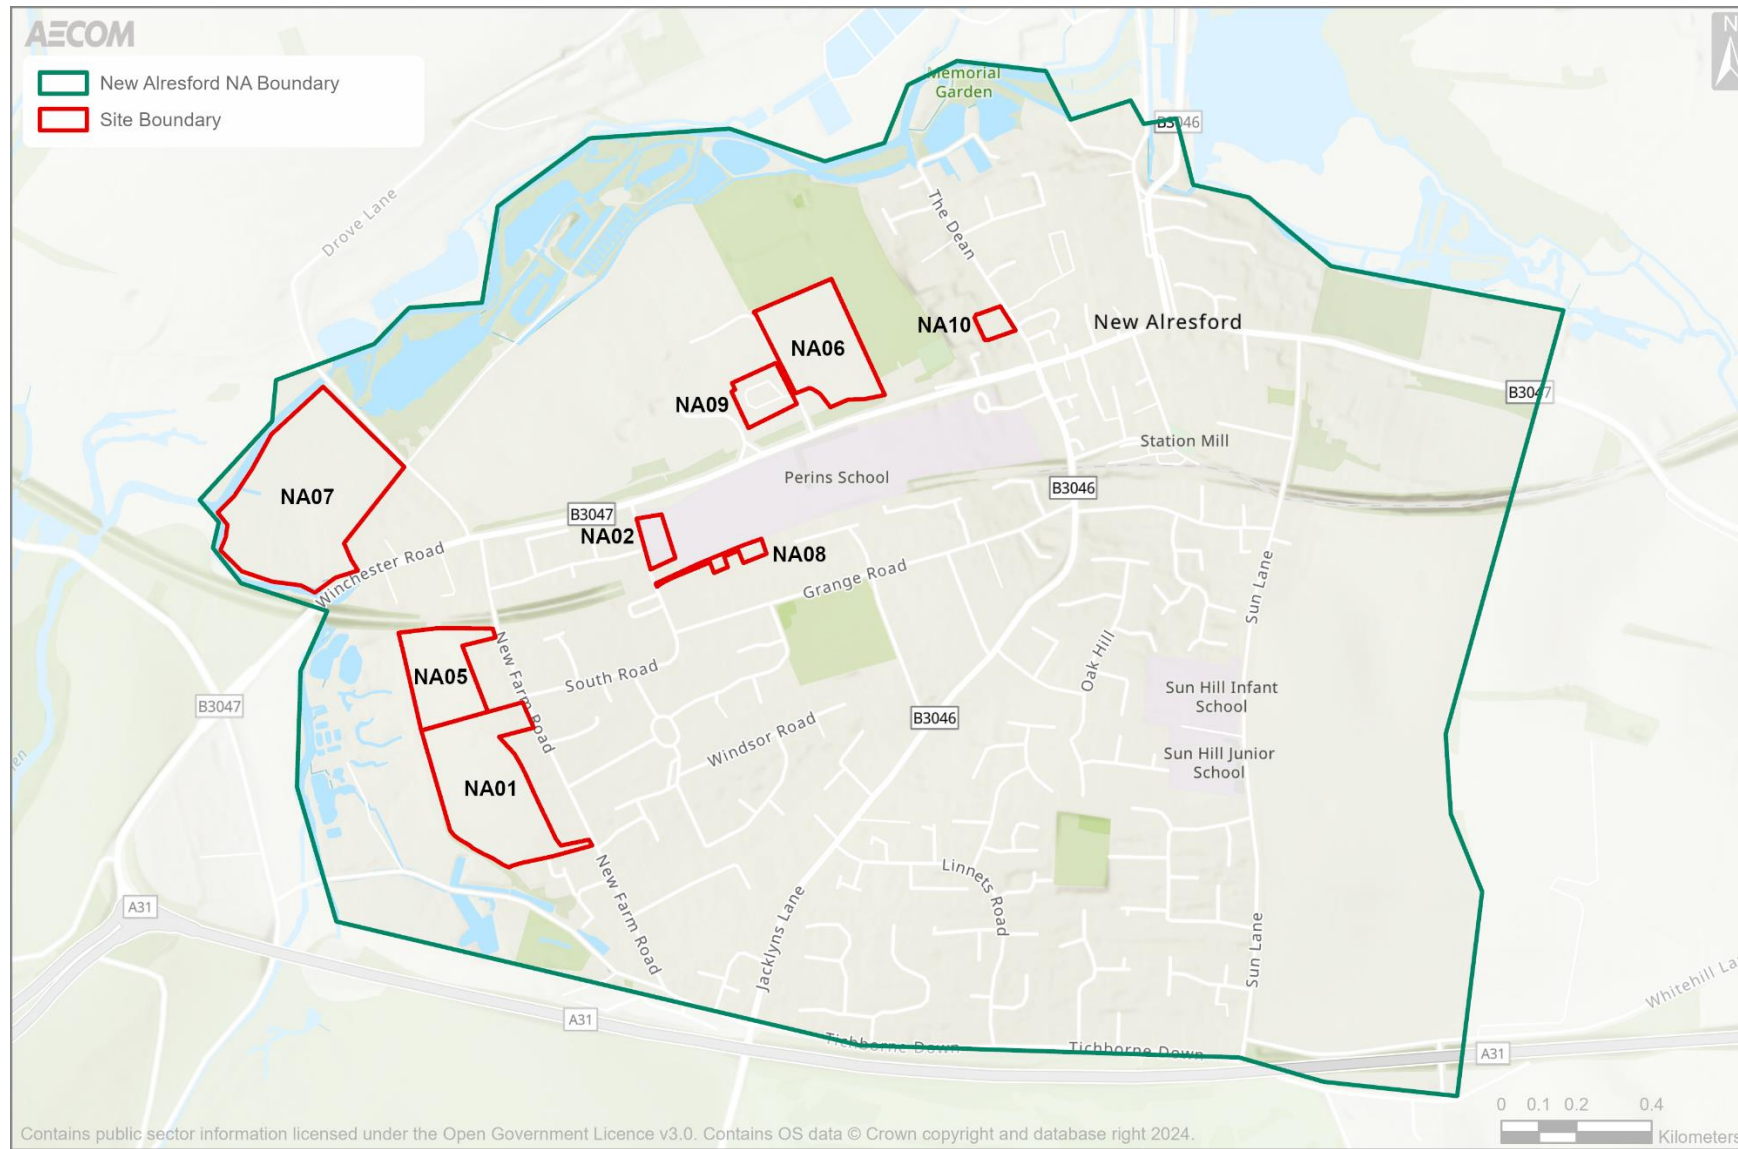 AECOM
New Alresford NA Boundary
Site Boundary
N
Memorial
Garden
B3046
Drove Lane
The Dean
NA10
New Alresford
NA06
NA09
B3047
Station Mill
Perins School
B3046
NA07
B3047
NA02
NA08
Winchester Road
Grange Road
Sun Lane
NA05
New Farm Road
South Road
Oak Hill
Sun Hill Infant
School
B3047
B3046
Windsor Road
Sun Hill Junior
School
NA01
Linnets Road
New Farm Road
Jacklyns Lane
Sun Lane
A31
Whitehill La
A31
Tichborne Down
Tichborne Down
A31
0 0.1 0.2 0.4
Kilometers
Contains public sector information licensed under the Open Government Licence v3.0. Contains OS data © Crown copyright and database right 2024.